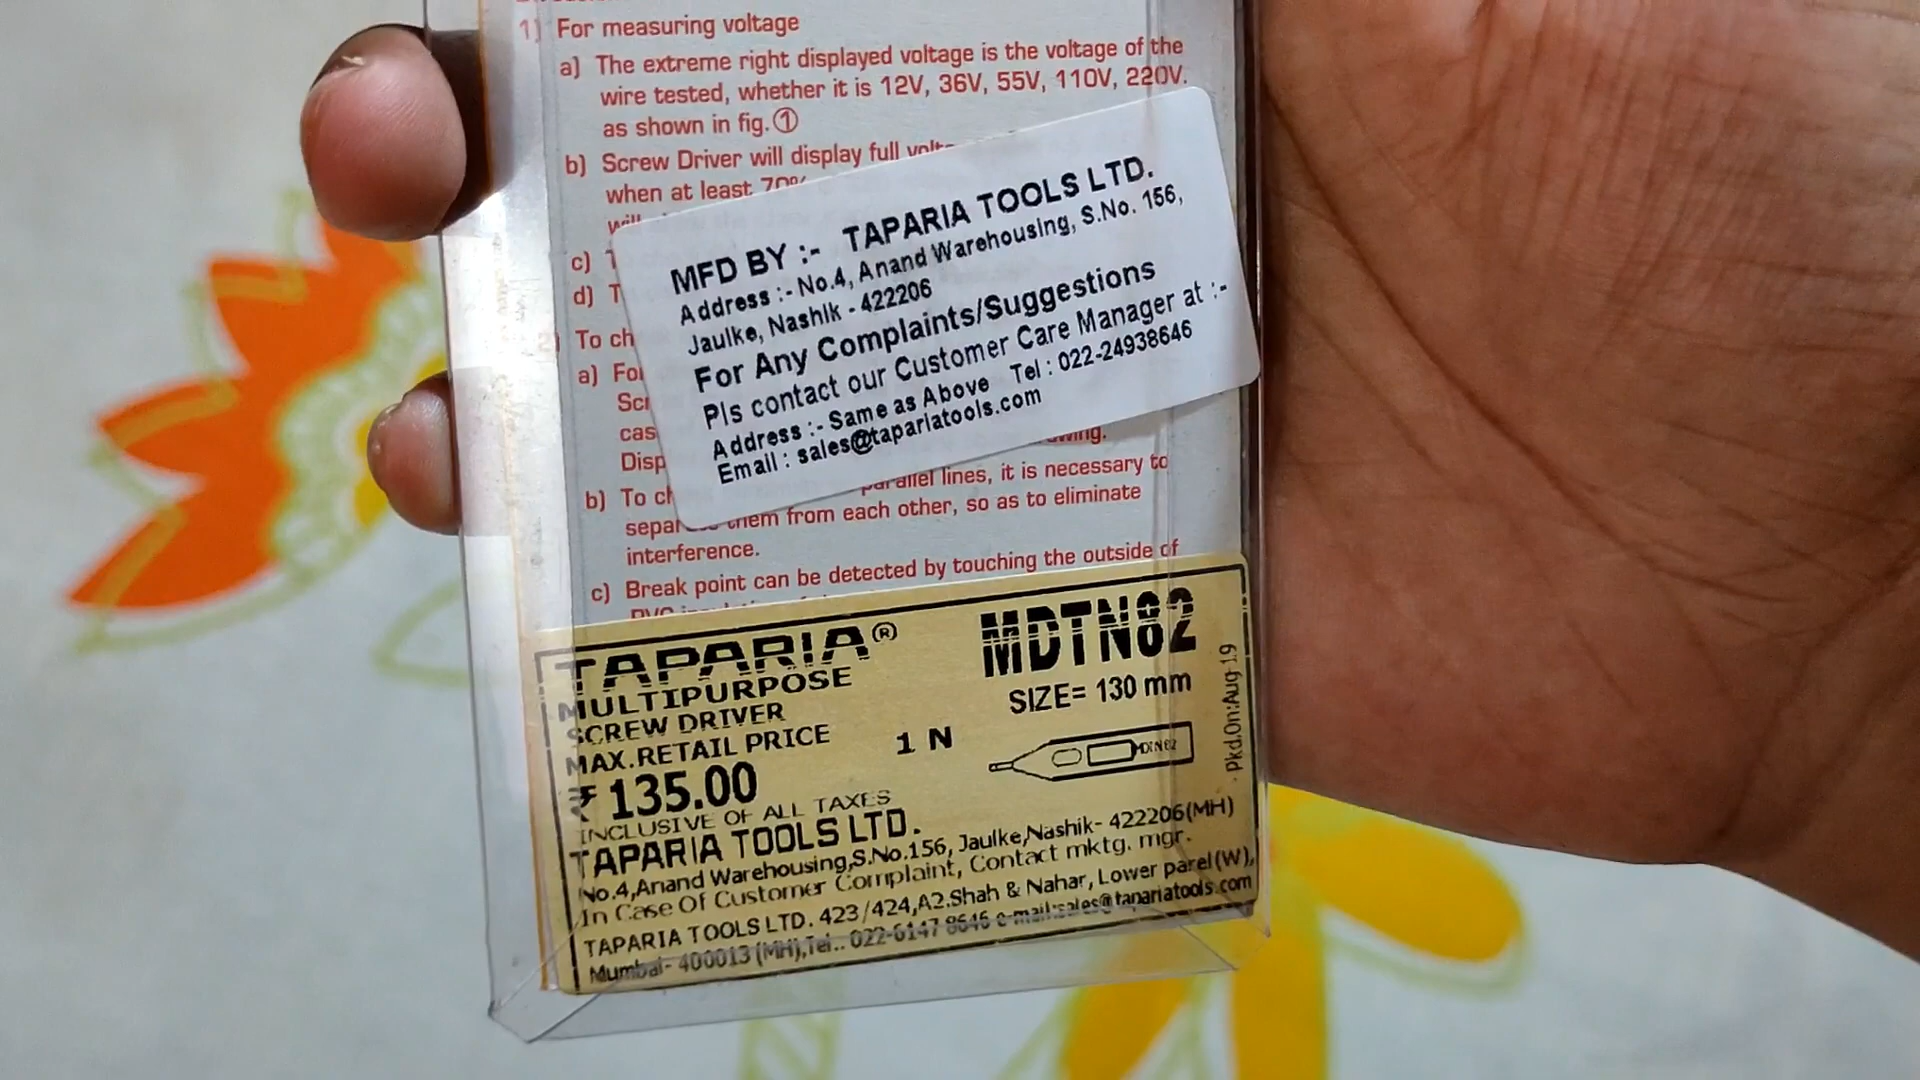 1) For measuring voltage
a) The extreme right displayed voltage is the voltage of the
wire tested, whether it is 12V, 36V, 55V, 110V, 220V.
as shown in fig.①
b) Screw Driver will display full
when at least 70%
c)
d)
MFD BY :- TAPARIA TOOLS LTD.
Address :- No.4, Anand Warehousing, S.No. 156,
Jaulke, Nashik - 422206
For Any Complaints/Suggestions
Pls contact our Customer Care Manager at :-
Address :- Same as Above Tel : 022-24938646
Email : sales@tapariatools.com
To
a)
b) To
parallel lines, it is necessary to
them from each other, so as to eliminate
interference.
c) Break point can be detected by touching the outside of
TAPARIA®
MULTIPURPOSE
SCREW DRIVER
MAX.RETAIL PRICE
₹ 135.00
INCLUSIVE OF ALL TAXES
1 N
MDTN82
SIZE= 130 mm
MDTN82
Pkd.On:Aug 19
TAPARIA TOOLS LTD.
No.4,Anand Warehousing,S.No.156, Jaulke,Nashik- 422206(MH)
In Case Of Customer Complaint, Contact mktg. mgr.
TAPARIA TOOLS LTD. 423/424,A2.Shah & Nahar, Lower parel(W),
Mumbai- 400013 (MH),Tel.. 022-6147 8646 e-mail:sales@tapariatools.com